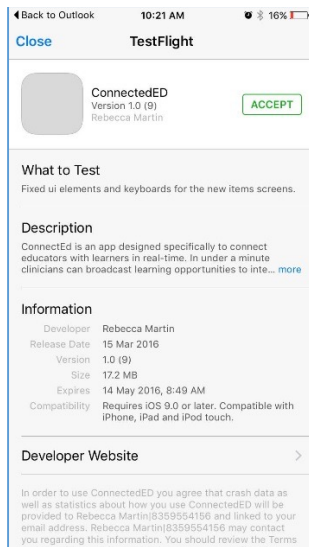 Back to Outlook 10:21 AM 16%
Close TestFlight
ConnectedED
Version 1.0 (9)
Rebecca Martin
ACCEPT
What to Test
Fixed ui elements and keyboards for the new items screens.
Description
ConnectEd is an app designed specifically to connect
educators with learners in real-time. In under a minute
clinicians can broadcast learning opportunities to inte... more
Information
Developer Rebecca Martin
Release Date 15 Mar 2016
Version 1.0 (9)
Size 17.2 MB
Expires 14 May 2016, 8:49 AM
Compatibility Requires iOS 9.0 or later. Compatible with
iPhone, iPad and iPod touch.
Developer Website
In order to use ConnectedED you agree that crash data as
well as statistics about how you use ConnectED will be
provided to Rebecca Martin|8359554156 and linked to your
email address. Rebecca Martin|8359554156 may contact
you regarding this information. You should review the Terms